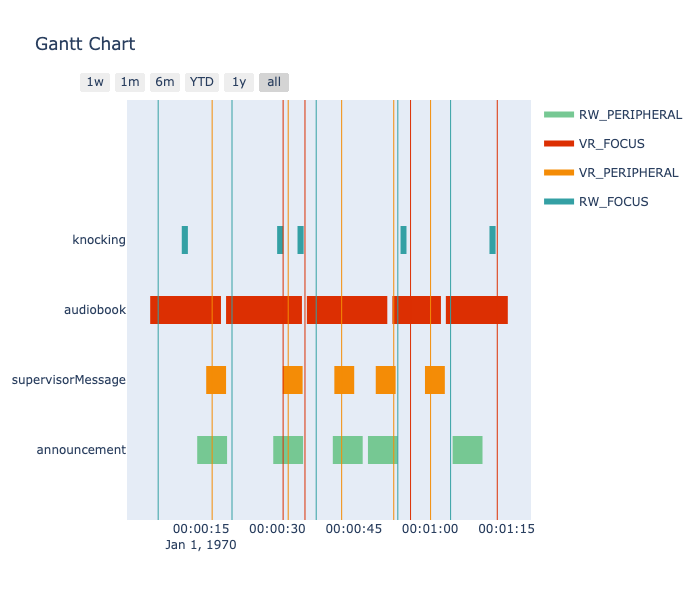 Gantt Chart
1w 1m 6m YTD 1y all
RW_PERIPHERAL
VR_FOCUS
VR_PERIPHERAL
RW_FOCUS
knocking
audiobook
supervisorMessage
announcement
00:00:15 00:00:30 00:00:45 00:01:00 00:01:15
Jan 1, 1970